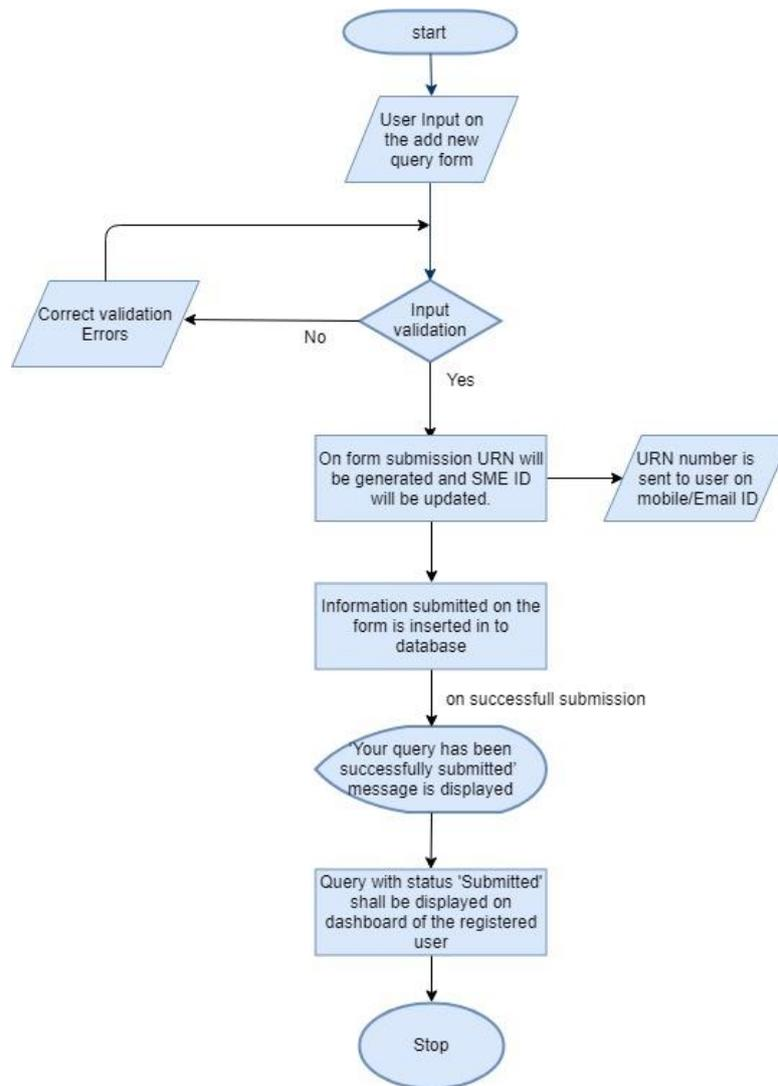 start
User Input on
the add new
query form
Input
validation
No
Correct validation
Errors
Yes
On form submission URN will
be generated and SME ID
will be updated.
URN number is
sent to user on
mobile/Email ID
Information submitted on the
form is inserted in to
database
on successfull submission
'Your query has been
successfully submitted'
message is displayed
Query with status 'Submitted'
shall be displayed on
dashboard of the registered
user
Stop